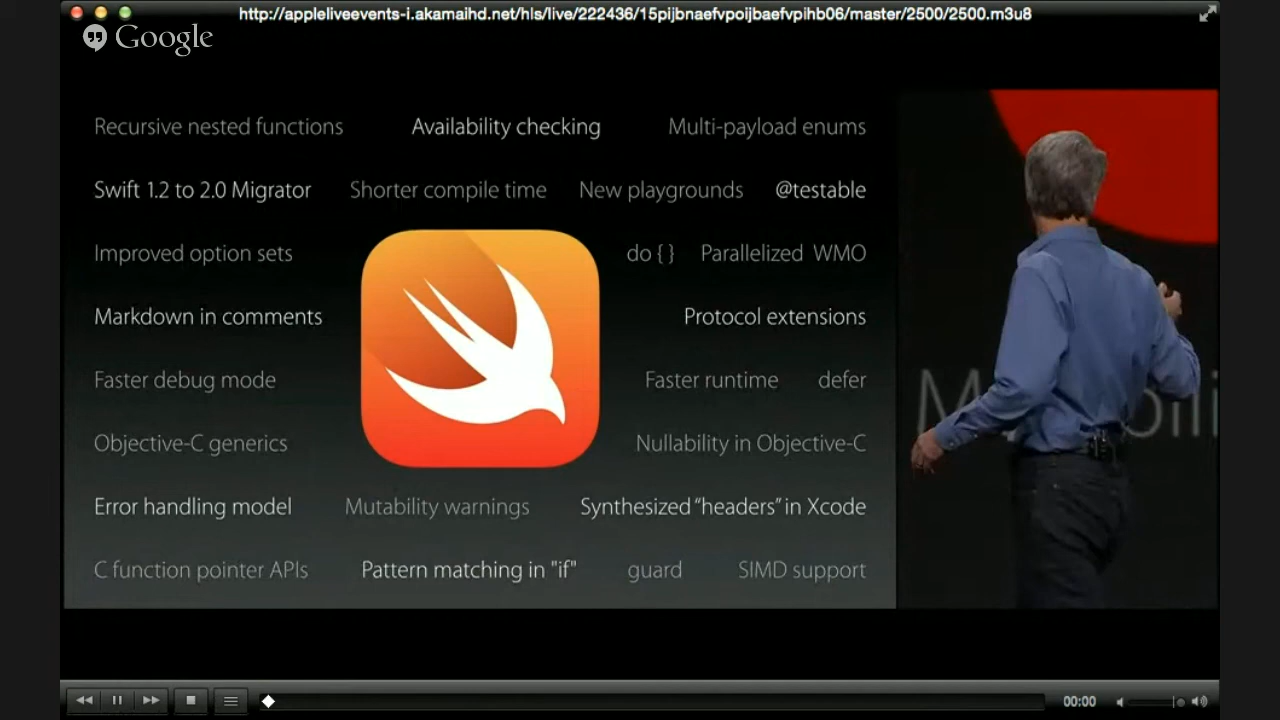 http://appleliveevents-i.akamaihd.net/hls/live/222436/15pijbnaefvpoijbaefvpihb06/master/2500/2500.m3u8
Google
Recursive nested functions Availability checking Multi-payload enums
Swift 1.2 to 2.0 Migrator Shorter compile time New playgrounds @testable
Improved option sets do { } Parallelized WMO
Markdown in comments Protocol extensions
Faster debug mode Faster runtime defer
Objective-C generics Nullability in Objective-C
Error handling model Mutability warnings Synthesized “headers” in Xcode
C function pointer APIs Pattern matching in "if" guard SIMD support
00:00